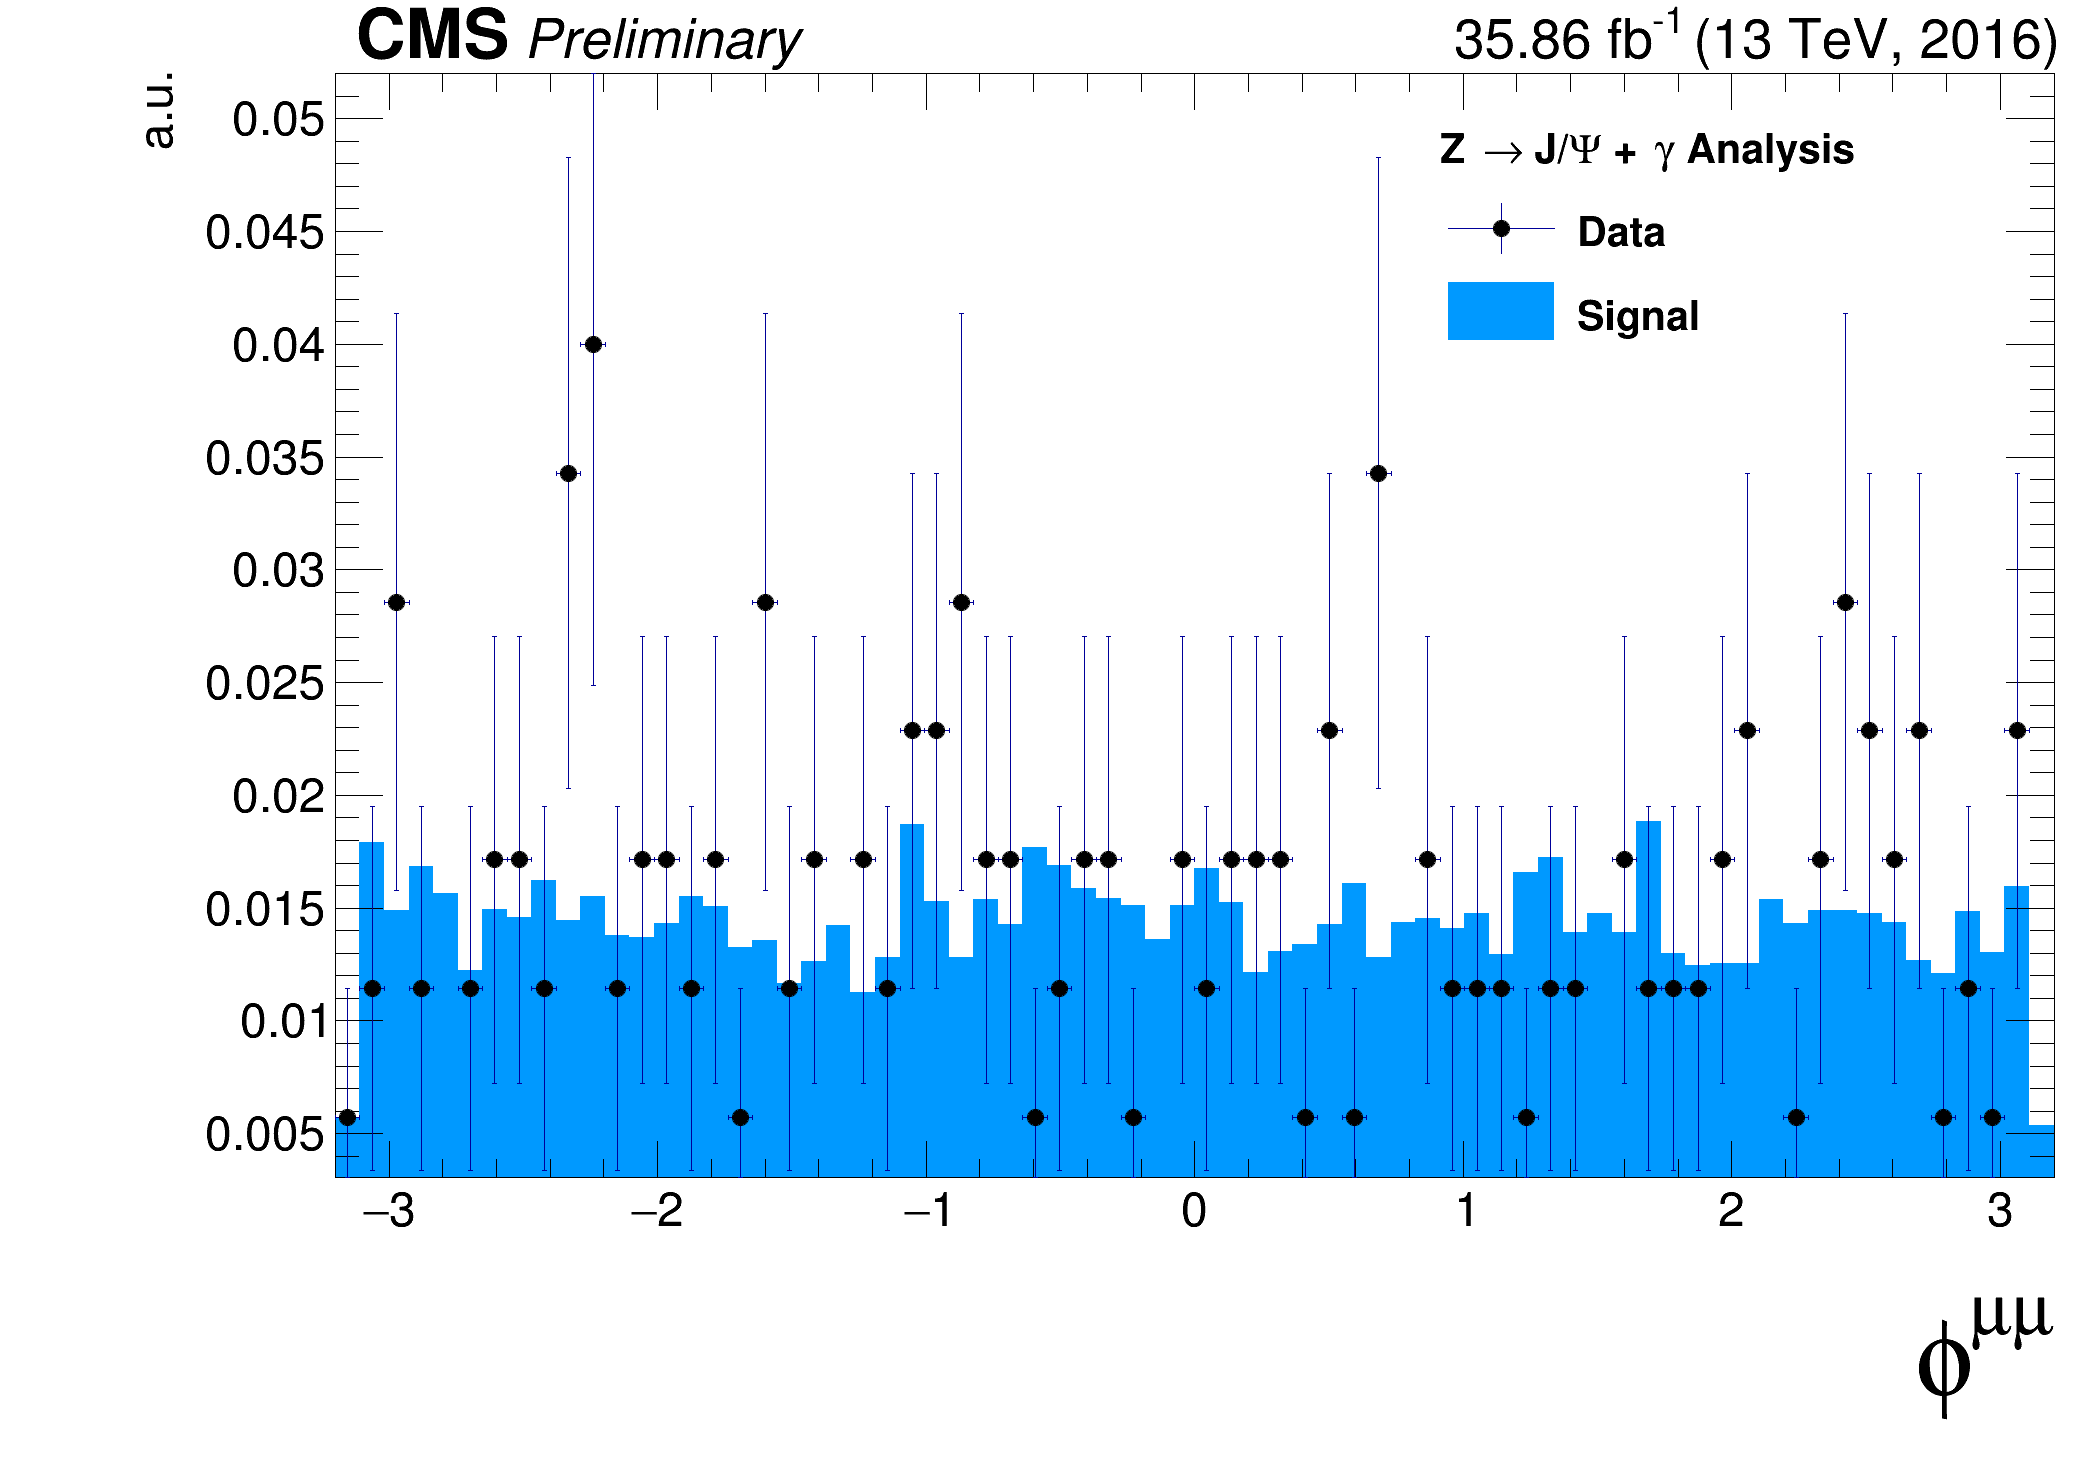 CMS Preliminary 35.86 fb⁻¹ (13 TeV, 2016)
a.u.
Z → J/Ψ + γ Analysis
Data
Signal
0.05
0.045
0.04
0.035
0.03
0.025
0.02
0.015
0.01
0.005
−3 −2 −1 0 1 2 3
ϕ^μμ